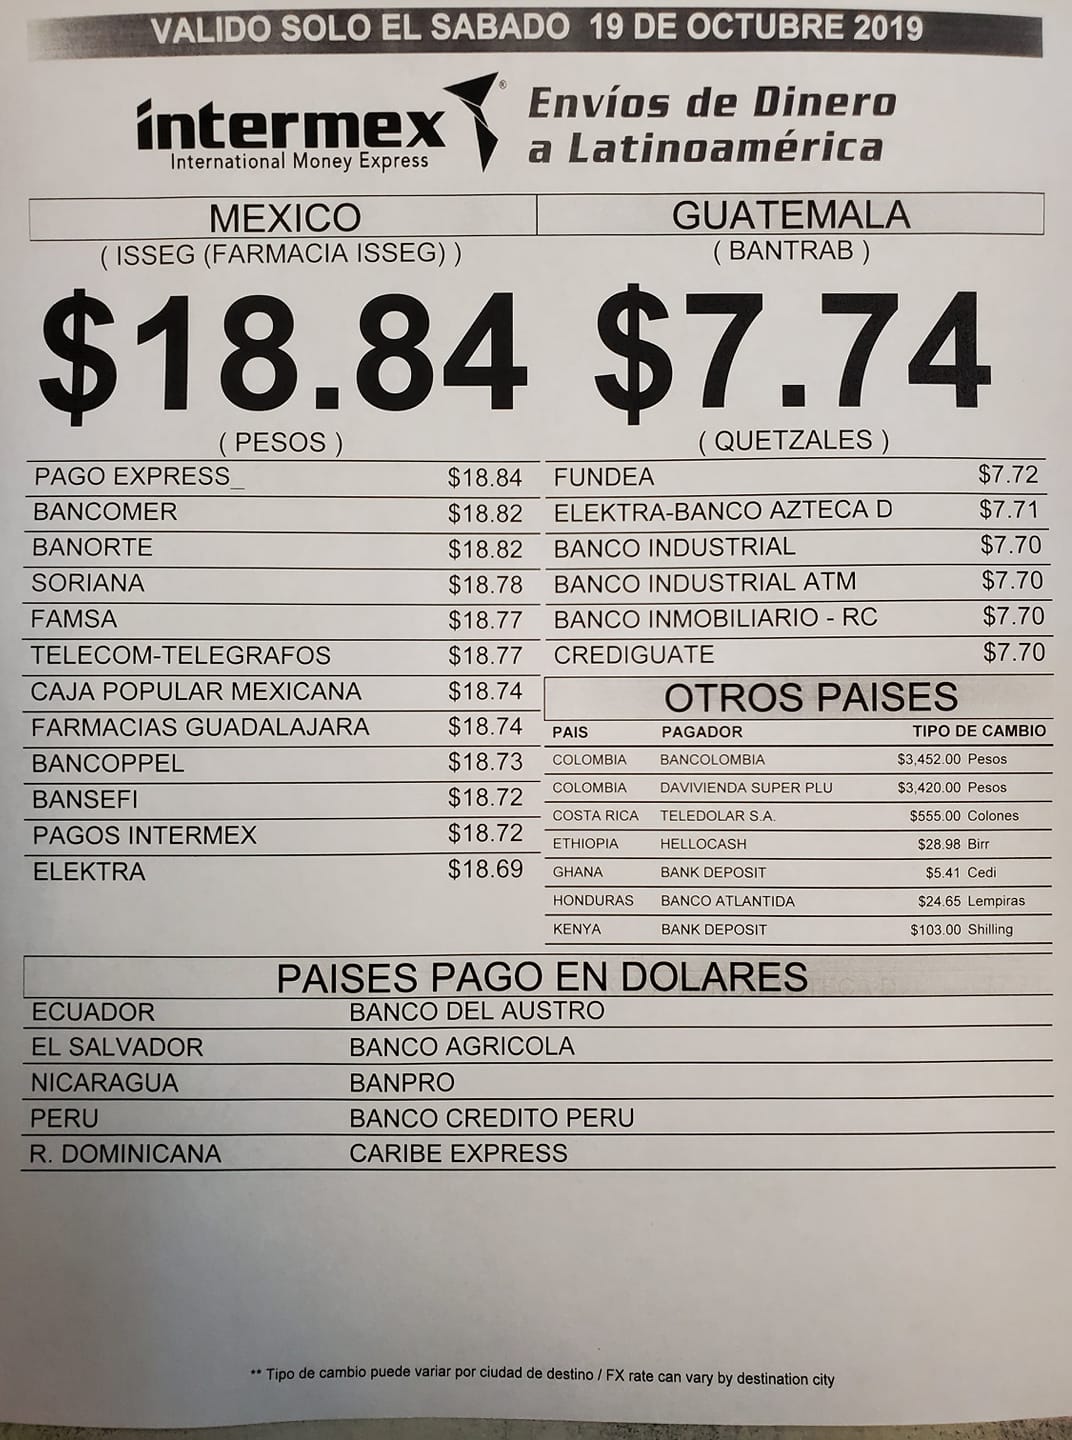 VALIDO SOLO EL SABADO 19 DE OCTUBRE 2019
intermex ®
International Money Express
Envíos de Dinero
a Latinoamérica
MEXICO
( ISSEG (FARMACIA ISSEG) )
$18.84
( PESOS )
PAGO EXPRESS_ $18.84
BANCOMER $18.82
BANORTE $18.82
SORIANA $18.78
FAMSA $18.77
TELECOM-TELEGRAFOS $18.77
CAJA POPULAR MEXICANA $18.74
FARMACIAS GUADALAJARA $18.74
BANCOPPEL $18.73
BANSEFI $18.72
PAGOS INTERMEX $18.72
ELEKTRA $18.69
GUATEMALA
( BANTRAB )
$7.74
( QUETZALES )
FUNDEA $7.72
ELEKTRA-BANCO AZTECA D $7.71
BANCO INDUSTRIAL $7.70
BANCO INDUSTRIAL ATM $7.70
BANCO INMOBILIARIO - RC $7.70
CREDIGUATE $7.70
OTROS PAISES
PAIS PAGADOR TIPO DE CAMBIO
COLOMBIA BANCOLOMBIA $3,452.00 Pesos
COLOMBIA DAVIVIENDA SUPER PLU $3,420.00 Pesos
COSTA RICA TELEDOLAR S.A. $555.00 Colones
ETHIOPIA HELLOCASH $28.98 Birr
GHANA BANK DEPOSIT $5.41 Cedi
HONDURAS BANCO ATLANTIDA $24.65 Lempiras
KENYA BANK DEPOSIT $103.00 Shilling
PAISES PAGO EN DOLARES
ECUADOR BANCO DEL AUSTRO
EL SALVADOR BANCO AGRICOLA
NICARAGUA BANPRO
PERU BANCO CREDITO PERU
R. DOMINICANA CARIBE EXPRESS
** Tipo de cambio puede variar por ciudad de destino / FX rate can vary by destination city